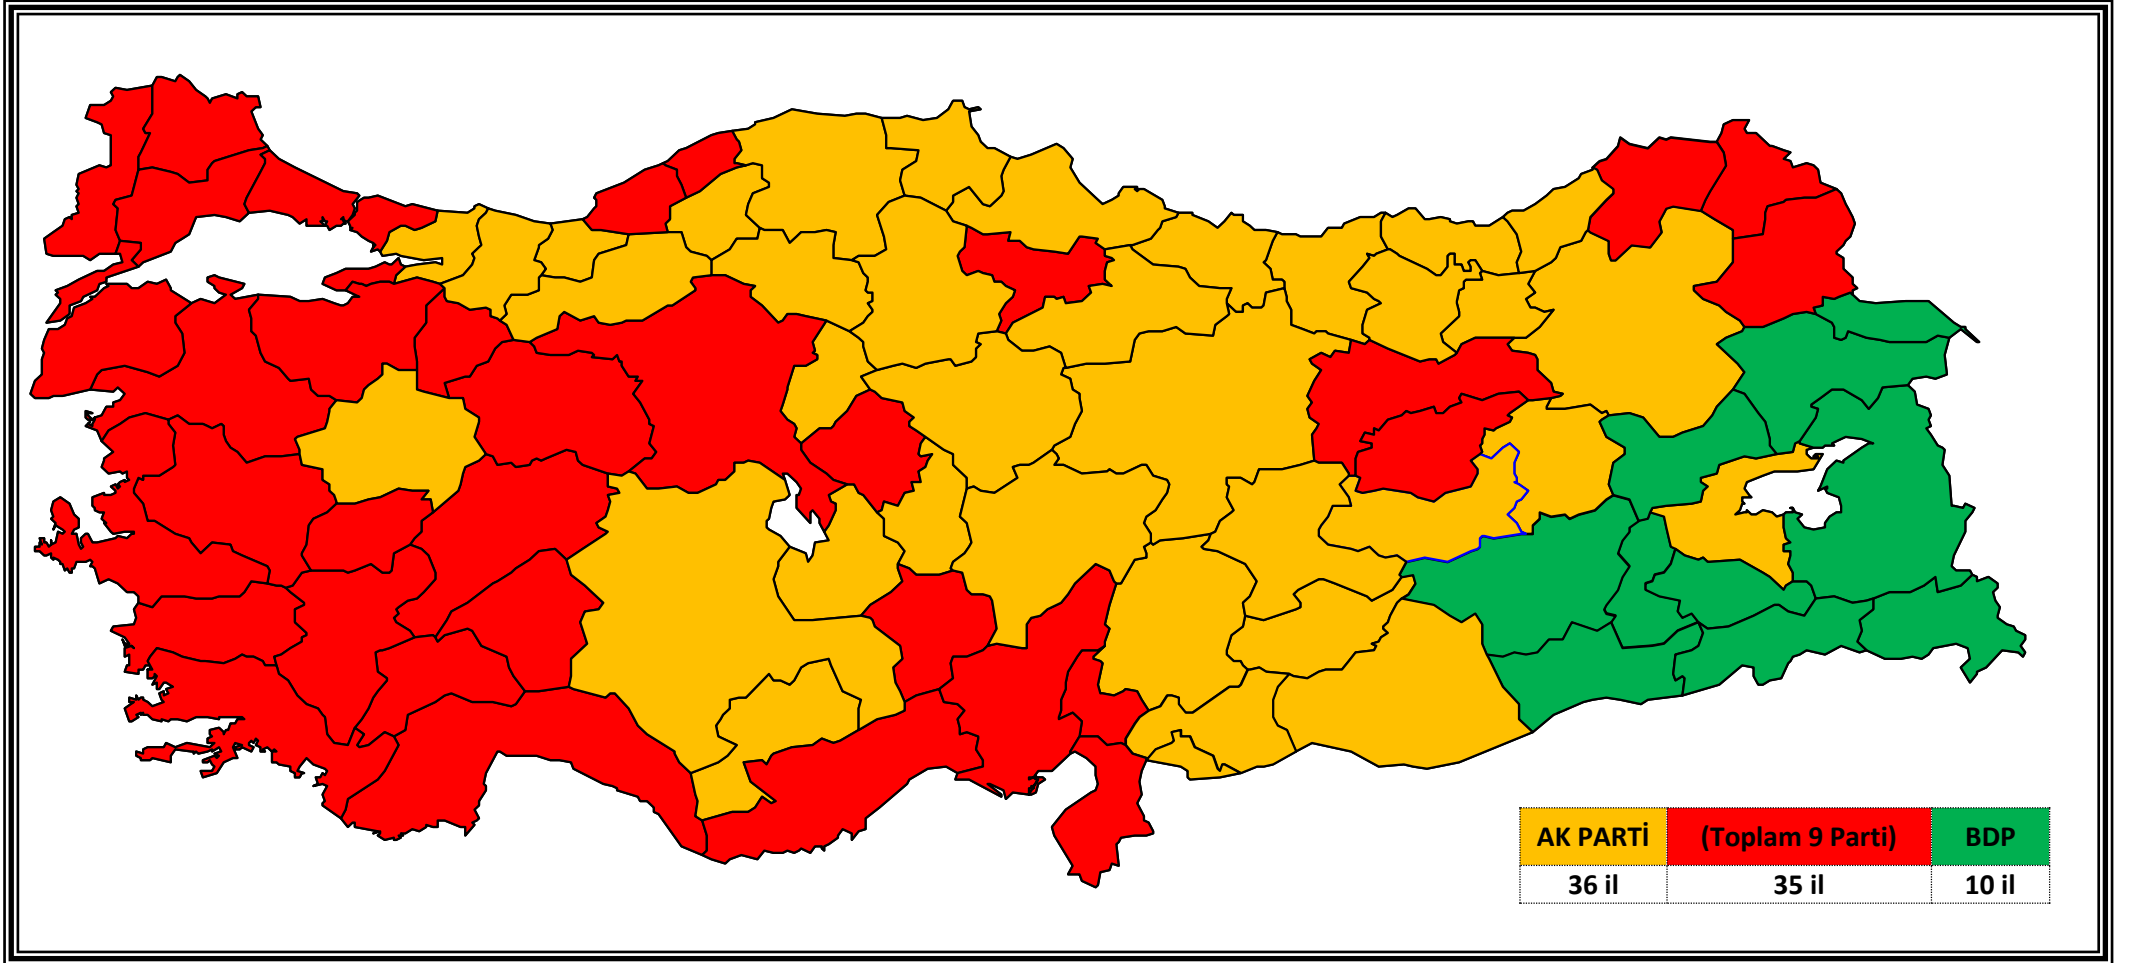 AK PARTİ (Toplam 9 Parti) BDP
36 il 35 il 10 il